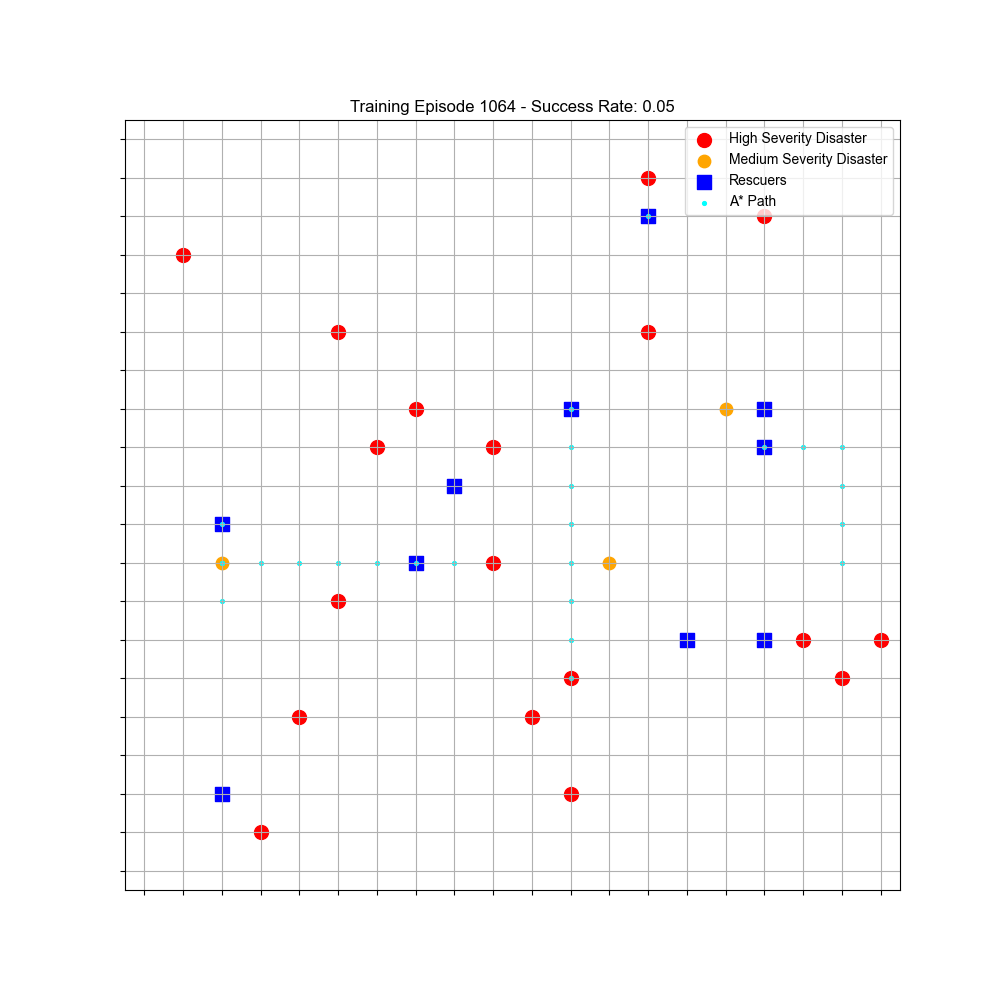 Training Episode 1064 - Success Rate: 0.05
High Severity Disaster
Medium Severity Disaster
Rescuers
A* Path